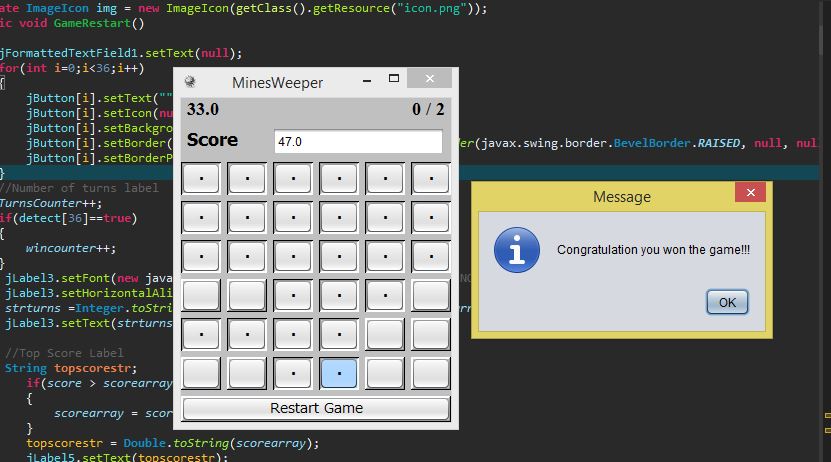 ate ImageIcon img = new ImageIcon(getClass().getResource("icon.png"));
ic void GameRestart()
jFormattedTextField1.setText(null);
for(int i=0;i<36;i++)
{
jButton[i].setText(""
jButton[i].setIcon(nu
jButton[i].setBackgro
jButton[i].setBorder( der(javax.swing.border.BevelBorder.RAISED, null, nul
jButton[i].setBorderP
}
//Number of turns label
TurnsCounter++;
if(detect[36]==true)
{
wincounter++;
}
jLabel3.setFont(new java
jLabel3.setHorizontalAli
strturns =Integer.toStri
jLabel3.setText(strturns
//Top Score Label
String topscorestr;
if(score > scorearray
{
scorearray = scor
}
topscorestr = Double.toString(scorearray);
jLabel5.setText(topscorestr);
MinesWeeper
33.0 0 / 2
Score 47.0
. . . . . .
. . . . . .
. . . . . .
. . .
. . . .
. .
Restart Game
Message
Congratulation you won the game!!!
OK